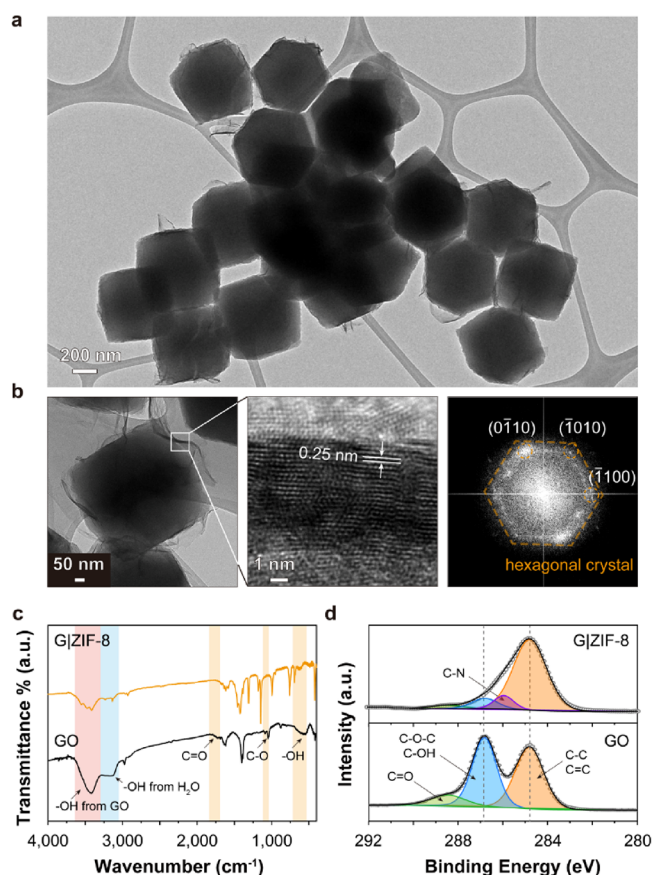 a
200 nm
b
50 nm
0.25 nm
1 nm
(01̄10)
(1̄010)
(1̄100)
hexagonal crystal
c
G|ZIF-8
GO
C=O
C-O
-OH
-OH from H₂O
-OH from GO
Transmittance % (a.u.)
4,000 3,000 2,000 1,000
Wavenumber (cm⁻¹)
d
G|ZIF-8
C-N
GO
C-O-C
C-OH
C-C
C=C
C=O
Intensity (a.u.)
292 288 284 280
Binding Energy (eV)